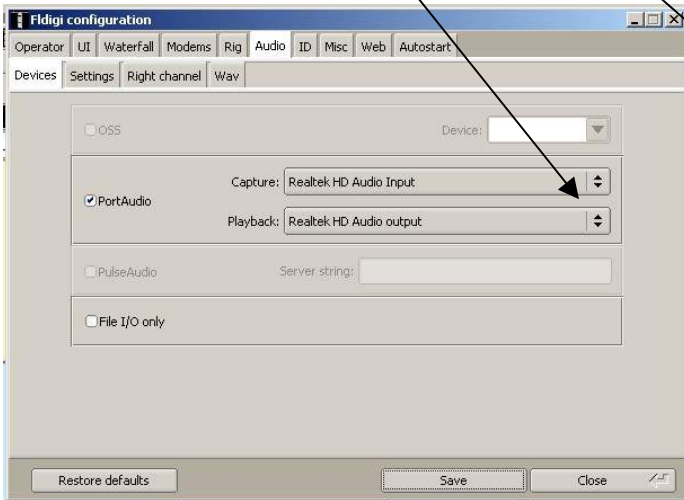 Fldigi configuration
Operator UI Waterfall Modems Rig Audio ID Misc Web Autostart
Devices Settings Right channel Wav
OSS Device:
Capture: Realtek HD Audio Input
PortAudio
Playback: Realtek HD Audio output
PulseAudio Server string:
File I/O only
Restore defaults Save Close